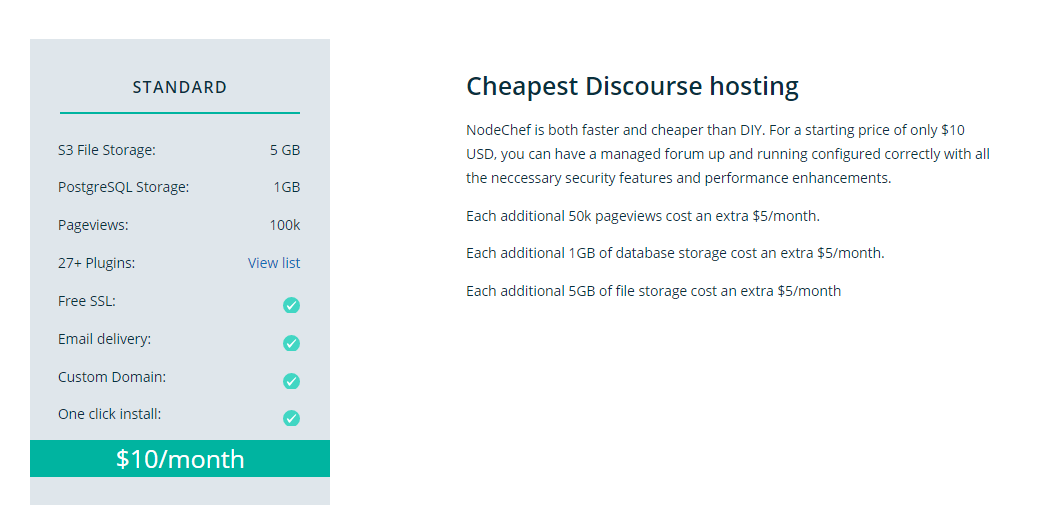 STANDARD
S3 File Storage: 5 GB
PostgreSQL Storage: 1GB
Pageviews: 100k
27+ Plugins: View list
Free SSL:
Email delivery:
Custom Domain:
One click install:
$10/month
Cheapest Discourse hosting
NodeChef is both faster and cheaper than DIY. For a starting price of only $10
USD, you can have a managed forum up and running configured correctly with all
the neccessary security features and performance enhancements.
Each additional 50k pageviews cost an extra $5/month.
Each additional 1GB of database storage cost an extra $5/month.
Each additional 5GB of file storage cost an extra $5/month